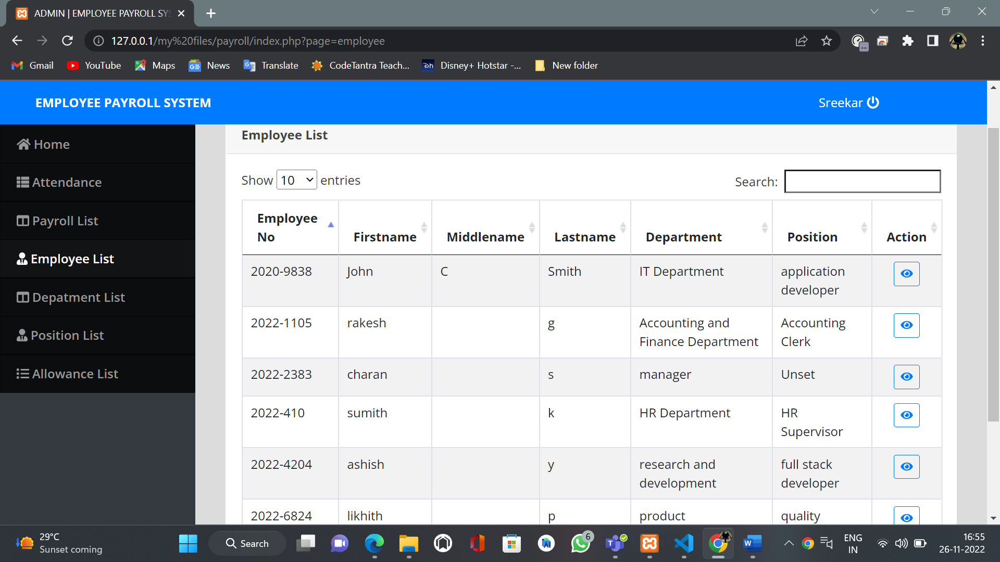 ADMIN | EMPLOYEE PAYROLL SYS
127.0.0.1/my%20files/payroll/index.php?page=employee
Gmail YouTube Maps News Translate CodeTantra Teach... Disney+ Hotstar -... New folder
EMPLOYEE PAYROLL SYSTEM
Sreekar
Home
Attendance
Payroll List
Employee List
Depatment List
Position List
Allowance List
Employee List
Show 10 entries
Search:
Employee No Firstname Middlename Lastname Department Position Action
2020-9838 John C Smith IT Department application developer
2022-1105 rakesh g Accounting and Finance Department Accounting Clerk
2022-2383 charan s manager Unset
2022-410 sumith k HR Department HR Supervisor
2022-4204 ashish y research and development full stack developer
2022-6824 likhith p product quality
29°C
Sunset coming
Search
6
ENG
IN
16:55
26-11-2022